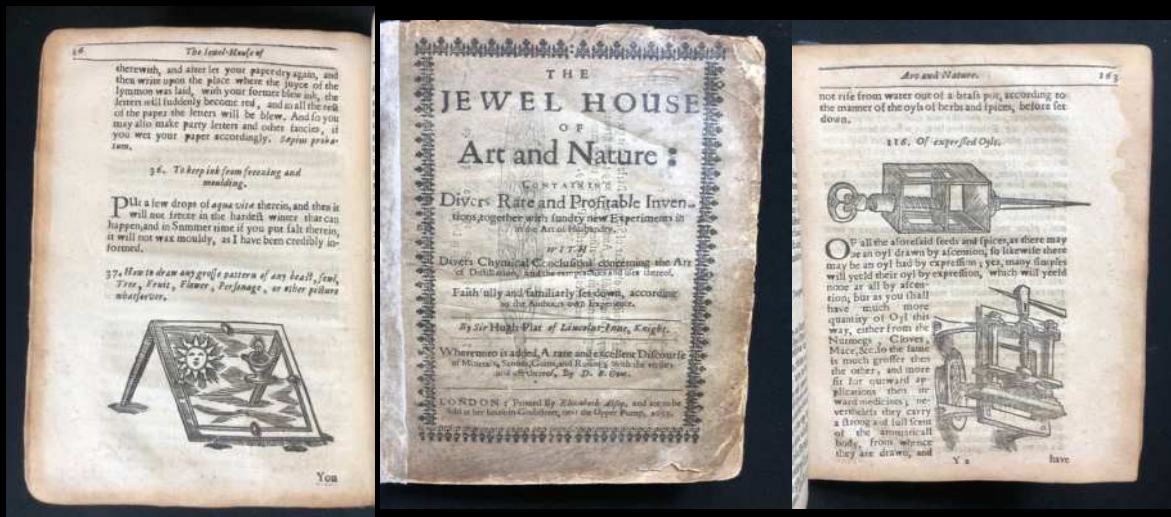 36
The Iewel-House of
therewith, and after let your paper dry again, and
then write upon the place where the joyce of the
lymmon was laid, with your former blew ink, the
letters will suddenly become red, and in all the rest
of the paper the letters will be blew. And so you
may also make party letters and other fancies, if
you wet your paper accordingly. Sæpius proba-
tum.
36. To keep ink from freezing and
moulding.
PUt a few drops of aqua vitæ therein, and then it
will not freeze in the hardest winter that can
happen, and in Summer time if you put salt therein,
it will not wax mouldy, as I have been credibly in-
formed.
37. How to draw any grosse pattern of any beast, fowl,
Tree, Fruit, Flower, Personage, or other picture
whatsoever.
You
THE
JEWEL HOUSE
OF
Art and Nature:
CONTAINING
Divers Rare and Profitable Inven-
tions, together with sundry new Experiments in
in the Art of Husbandry.
WITH
Divers Chymical Conclusions concerning the Art
of Distillation, and the rare practises and uses thereof.
Faithfully and familiarly set down, according
to the Authours own Experience.
By Sir Hugh Plat of Lincolns-Inne, Knight.
Whereunto is added, A rare and excellent Discourse
of Minerals, Stones, Gums, and Rosins; with the vertues
and use thereof, By D. B. Gent.
LONDON: Printed by Elizabeth Alsop, and are to be
sold at her house in Grubstreet, near the Upper Pump, 1653.
Art and Nature.
163
not rise from water out of a brass pot, according to
the manner of the oyls of herbs and spices, before set
down.
116. Of expressed Oyls.
OF all the aforesaid seeds and spices, as there may
be an oyl drawn by ascension, so likewise there
may be an oyl had by expression; yea, many simples
will yeeld their oyl by expression, which will yeeld
none at all by ascen-
tion; but as you shall
have much more
quantity of Oyl this
way, either from the
Nutmegs, Cloves,
Mace, &c. so the same
is much grosser then
the other, and more
fit for outward ap-
plications then in-
ward medicines; ne-
vertheless they carry
a strong and full scent
of the aromaticall
body, from whence
they are drawn, and
Y 2
have